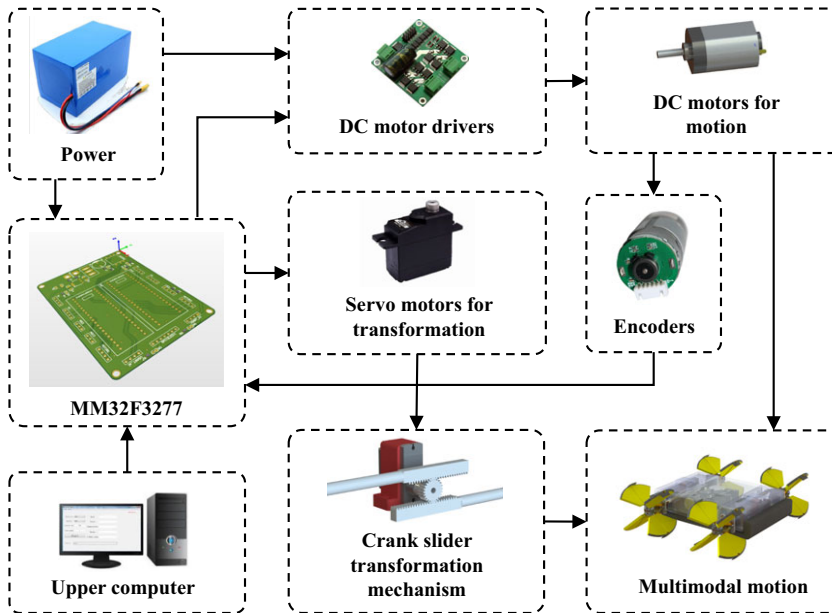 Power
DC motor drivers
DC motors for
motion
Servo motors for
transformation
Encoders
MM32F3277
Upper computer
Crank slider
transformation
mechanism
Multimodal motion